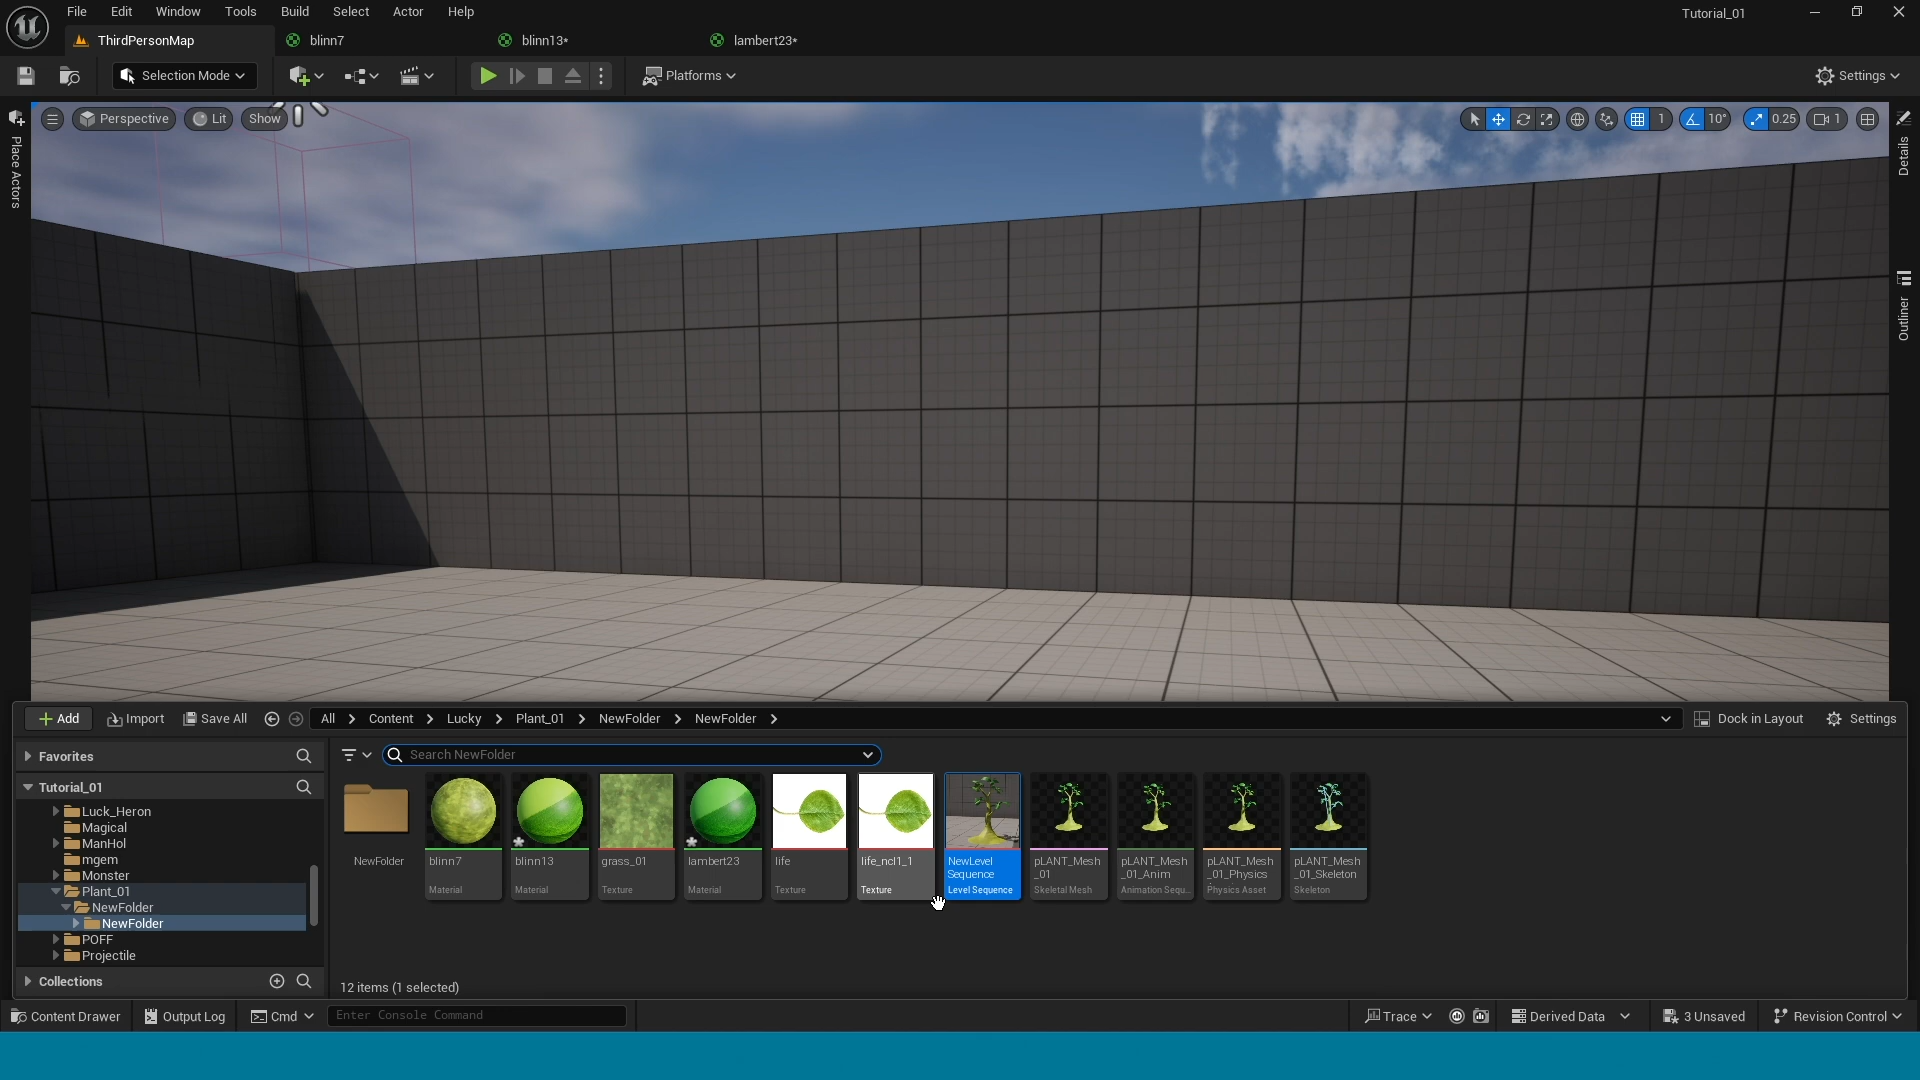 File Edit Window Tools Build Select Actor Help
Tutorial_01
ThirdPersonMap blinn7 blinn13* lambert23*
Selection Mode Platforms Settings
Perspective Lit Show 1 10° 0.25 1
Place Actors
Details
Outliner
Add Import Save All All > Content > Lucky > Plant_01 > NewFolder > NewFolder > Dock in Layout Settings
Favorites
Search NewFolder
Tutorial_01
Luck_Heron
Magical
ManHol
mgem
Monster
Plant_01
NewFolder
NewFolder
POFF
Projectile
Collections
NewFolder
blinn7
Material
blinn13
Material
grass_01
Texture
lambert23
Material
life
Texture
life_ncl1_1
Texture
NewLevel
Sequence
Level Sequence
pLANT_Mesh
_01
Skeletal Mesh
pLANT_Mesh
_01_Anim
Animation Sequ...
pLANT_Mesh
_01_Physics
Physics Asset
pLANT_Mesh
_01_Skeleton
Skeleton
12 items (1 selected)
Content Drawer Output Log Cmd Enter Console Command Trace Derived Data 3 Unsaved Revision Control